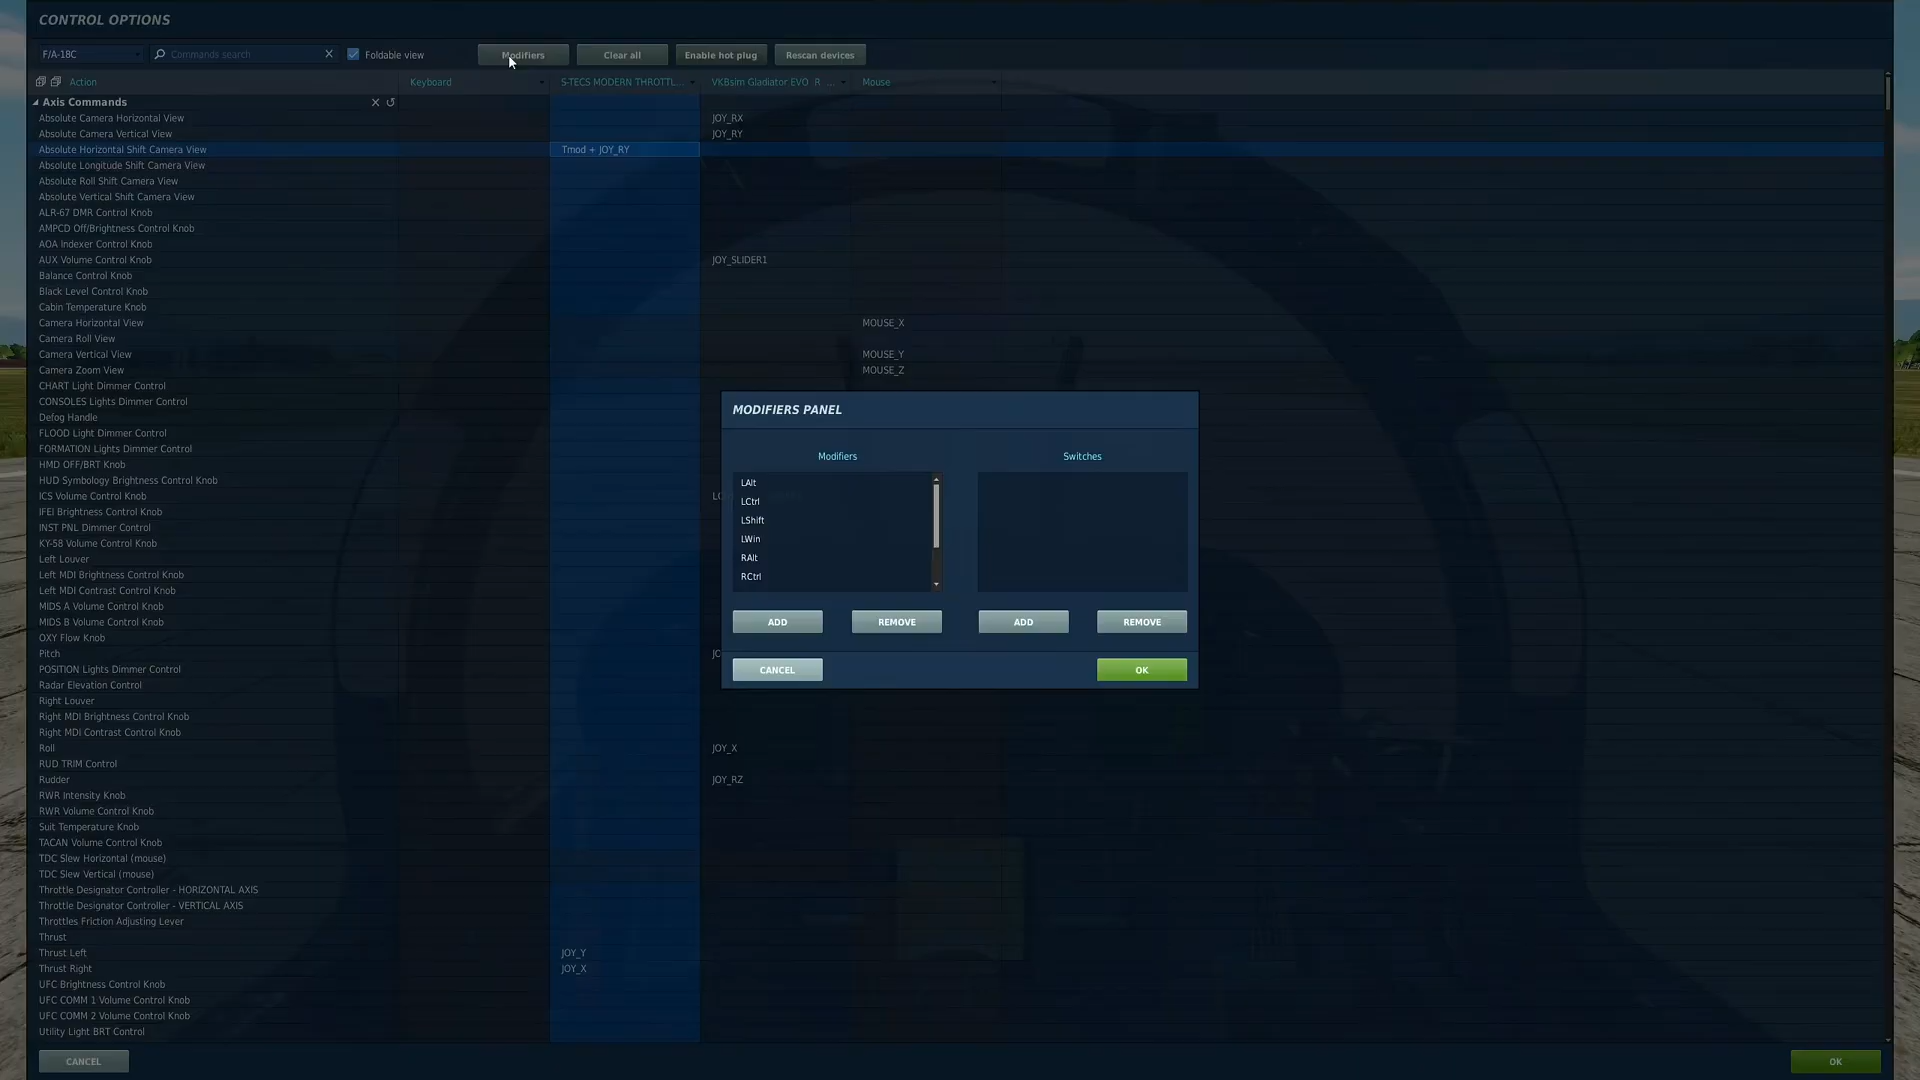 CONTROL OPTIONS
F/A-18C
Commands search
Foldable view
Modifiers
Clear all
Enable hot plug
Rescan devices
Action
Keyboard
S-TECS MODERN THROTTL...
VKBsim Gladiator EVO R ...
Mouse
Axis Commands
Absolute Camera Horizontal View
JOY_RX
Absolute Camera Vertical View
JOY_RY
Absolute Horizontal Shift Camera View
Tmod + JOY_RY
Absolute Longitude Shift Camera View
Absolute Roll Shift Camera View
Absolute Vertical Shift Camera View
ALR-67 DMR Control Knob
AMPCD Off/Brightness Control Knob
AOA Indexer Control Knob
AUX Volume Control Knob
JOY_SLIDER1
Balance Control Knob
Black Level Control Knob
Cabin Temperature Knob
Camera Horizontal View
MOUSE_X
Camera Roll View
Camera Vertical View
MOUSE_Y
Camera Zoom View
MOUSE_Z
CHART Light Dimmer Control
CONSOLES Lights Dimmer Control
Defog Handle
FLOOD Light Dimmer Control
FORMATION Lights Dimmer Control
HMD OFF/BRT Knob
HUD Symbology Brightness Control Knob
ICS Volume Control Knob
IFEI Brightness Control Knob
INST PNL Dimmer Control
KY-58 Volume Control Knob
Left Louver
Left MDI Brightness Control Knob
Left MDI Contrast Control Knob
MIDS A Volume Control Knob
MIDS B Volume Control Knob
OXY Flow Knob
Pitch
POSITION Lights Dimmer Control
Radar Elevation Control
Right Louver
Right MDI Brightness Control Knob
Right MDI Contrast Control Knob
Roll
JOY_X
RUD TRIM Control
Rudder
JOY_RZ
RWR Intensity Knob
RWR Volume Control Knob
Suit Temperature Knob
TACAN Volume Control Knob
TDC Slew Horizontal (mouse)
TDC Slew Vertical (mouse)
Throttle Designator Controller - HORIZONTAL AXIS
Throttle Designator Controller - VERTICAL AXIS
Throttles Friction Adjusting Lever
Thrust
Thrust Left
JOY_Y
Thrust Right
JOY_X
UFC Brightness Control Knob
UFC COMM 1 Volume Control Knob
UFC COMM 2 Volume Control Knob
Utility Light BRT Control
MODIFIERS PANEL
Modifiers
Switches
LAlt
LCtrl
LShift
LWin
RAlt
RCtrl
ADD
REMOVE
ADD
REMOVE
CANCEL
OK
CANCEL
OK